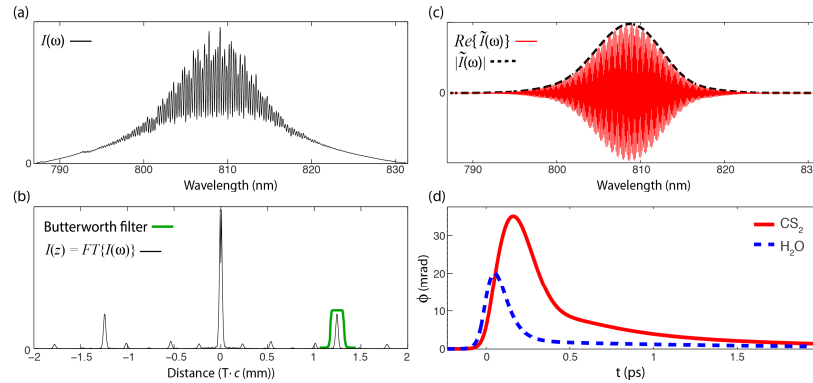 (a)
I(ω)
0
790 800 810 820 830
Wavelength (nm)
(b)
Butterworth filter
I(z) = FT{I(ω)}
0
−2 −1.5 −1 −0.5 0 0.5 1 1.5 2
Distance (T· c (mm))
(c)
Re{Ĩ(ω)}
|Ĩ(ω)|
0
790 800 810 820 830
Wavelength (nm)
(d)
CS₂
H₂O
30
20
10
0
ϕ (mrad)
0 0.5 1 1.5
t (ps)